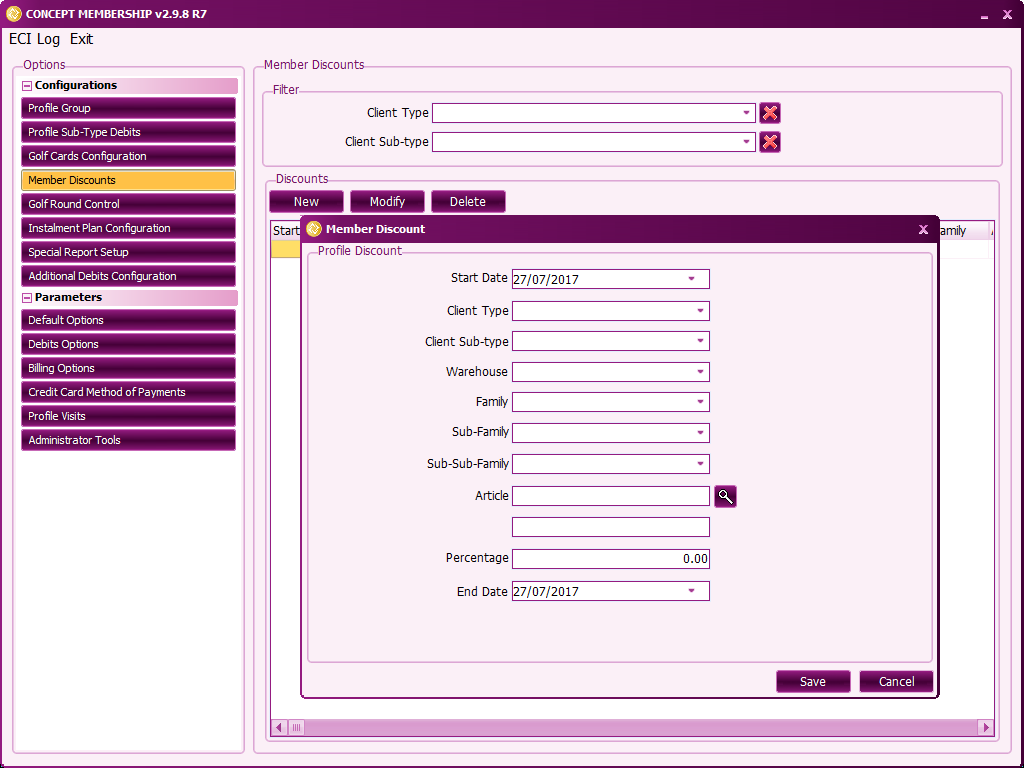 CONCEPT MEMBERSHIP v2.9.8 R7
ECI Log Exit
Options
Configurations
Profile Group
Profile Sub-Type Debits
Golf Cards Configuration
Member Discounts
Golf Round Control
Instalment Plan Configuration
Special Report Setup
Additional Debits Configuration
Parameters
Default Options
Debits Options
Billing Options
Credit Card Method of Payments
Profile Visits
Administrator Tools
Member Discounts
Filter
Client Type
Client Sub-type
Discounts
New Modify Delete
Start
amily
Member Discount
Profile Discount
Start Date 27/07/2017
Client Type
Client Sub-type
Warehouse
Family
Sub-Family
Sub-Sub-Family
Article
Percentage 0.00
End Date 27/07/2017
Save Cancel